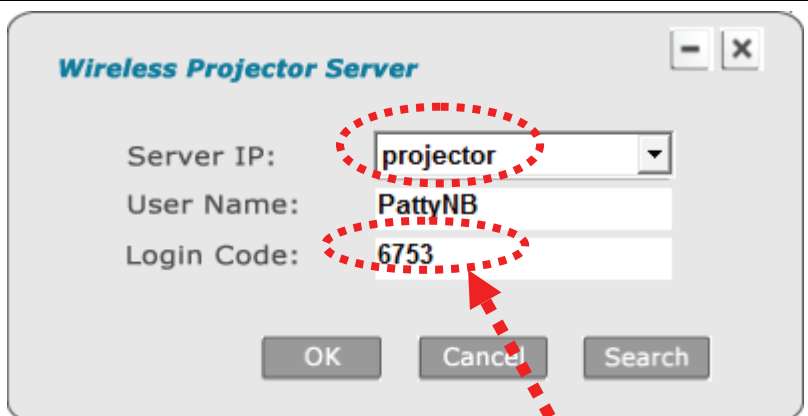 Wireless Projector Server
Server IP: projector
User Name: PattyNB
Login Code: 6753
OK Cancel Search